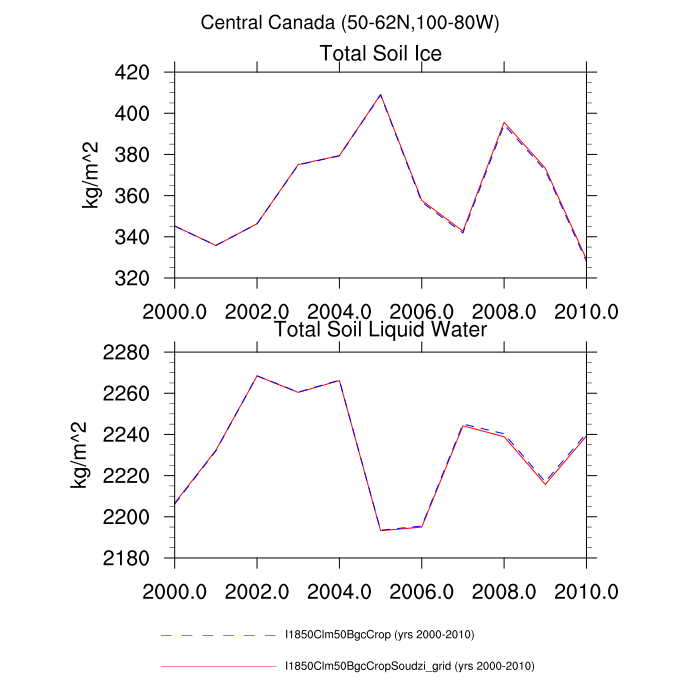 Central Canada (50-62N,100-80W)
Total Soil Ice
kg/m^2
420
400
380
360
340
320
2000.0 2002.0 2004.0 2006.0 2008.0 2010.0
Total Soil Liquid Water
kg/m^2
2280
2260
2240
2220
2200
2180
2000.0 2002.0 2004.0 2006.0 2008.0 2010.0
I1850Clm50BgcCrop (yrs 2000-2010)
I1850Clm50BgcCropSoudzi_grid (yrs 2000-2010)